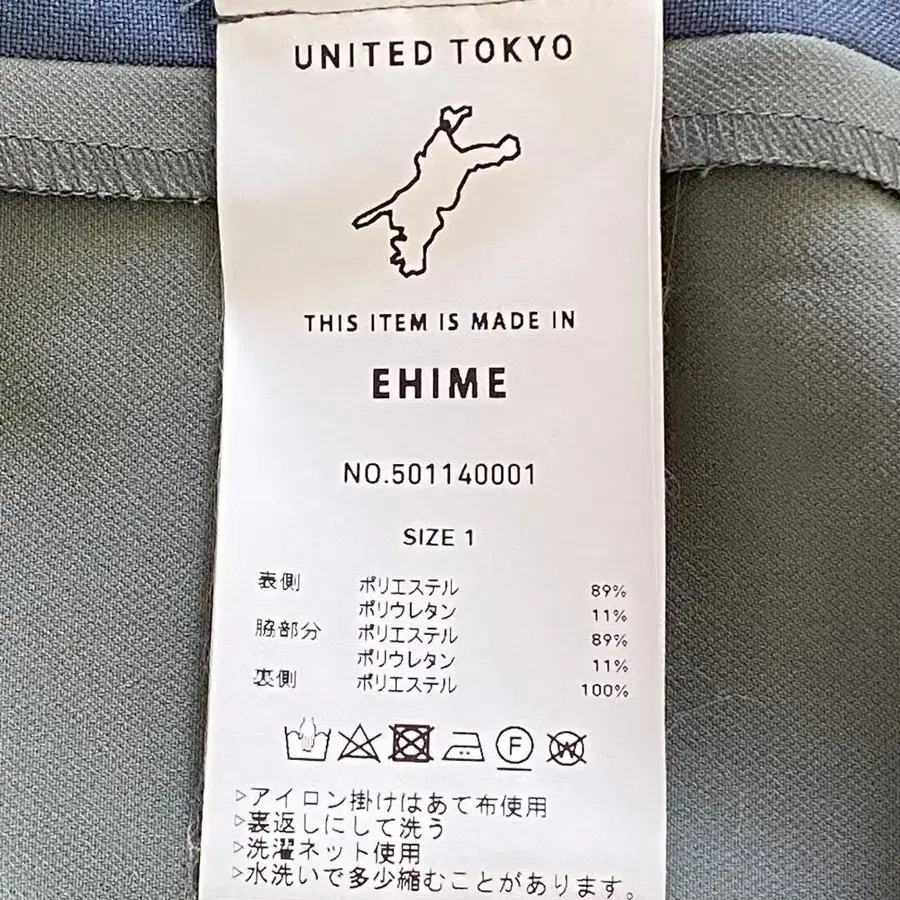 UNITED TOKYO
THIS ITEM IS MADE IN
EHIME
NO.501140001
SIZE 1
表側 ポリエステル 89%
ポリウレタン 11%
脇部分 ポリエステル 89%
ポリウレタン 11%
裏側 ポリエステル 100%
F
W
▷アイロン掛けはあて布使用
▷裏返しにして洗う
▷洗濯ネット使用
▷水洗いで多少縮むことがあります。